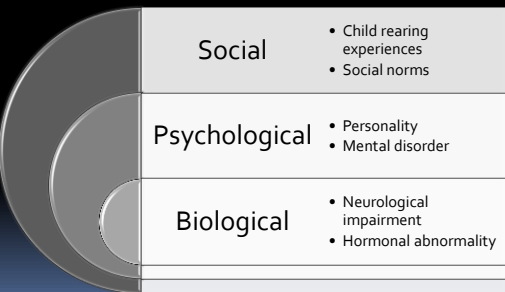 Social
• Child rearing
experiences
• Social norms
Psychological
• Personality
• Mental disorder
Biological
• Neurological
impairment
• Hormonal abnormality